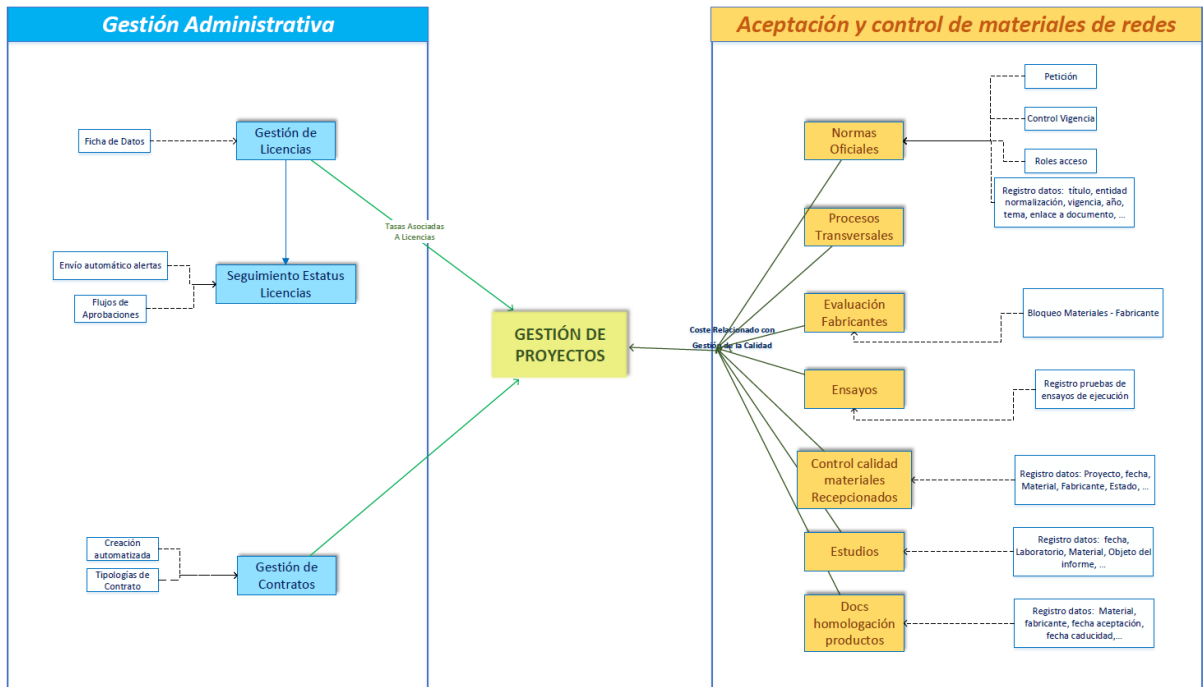 Gestión Administrativa
Ficha de Datos
Gestión de
Licencias
Tasas Asociadas
A Licencias
Envío automático alertas
Flujos de
Aprobaciones
Seguimiento Estatus
Licencias
Creación
automatizada
Tipologías de
Contrato
Gestión de
Contratos
GESTIÓN DE
PROYECTOS
Aceptación y control de materiales de redes
Coste Relacionado con
Gestión de la Calidad
Normas
Oficiales
Petición
Control Vigencia
Roles acceso
Registro datos: título, entidad
normalización, vigencia, año,
tema, enlace a documento, ...
Procesos
Transversales
Evaluación
Fabricantes
Bloqueo Materiales - Fabricante
Ensayos
Registro pruebas de
ensayos de ejecución
Control calidad
materiales
Recepcionados
Registro datos: Proyecto, fecha,
Material, Fabricante, Estado, ...
Estudios
Registro datos: fecha,
Laboratorio, Material, Objeto del
informe, ...
Docs
homologación
productos
Registro datos: Material,
fabricante, fecha aceptación,
fecha caducidad,...